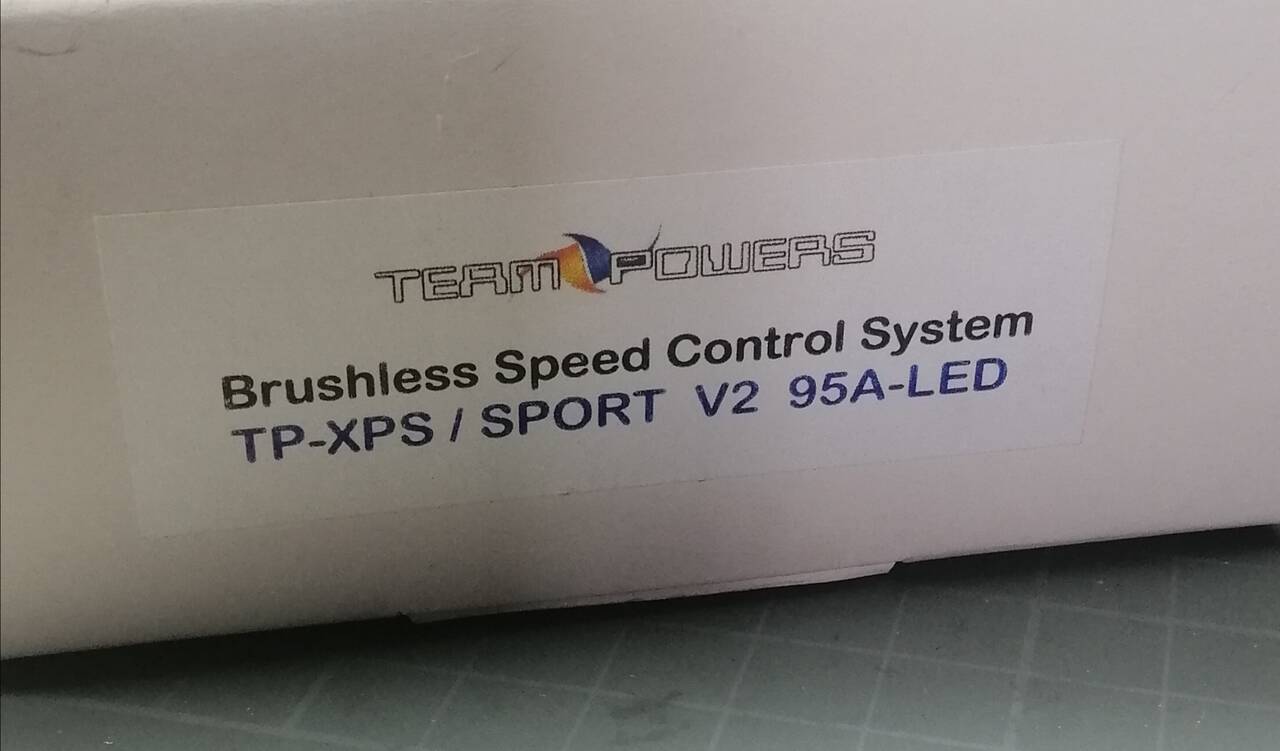 TEAM POWERS
Brushless Speed Control System
TP-XPS / SPORT V2 95A-LED